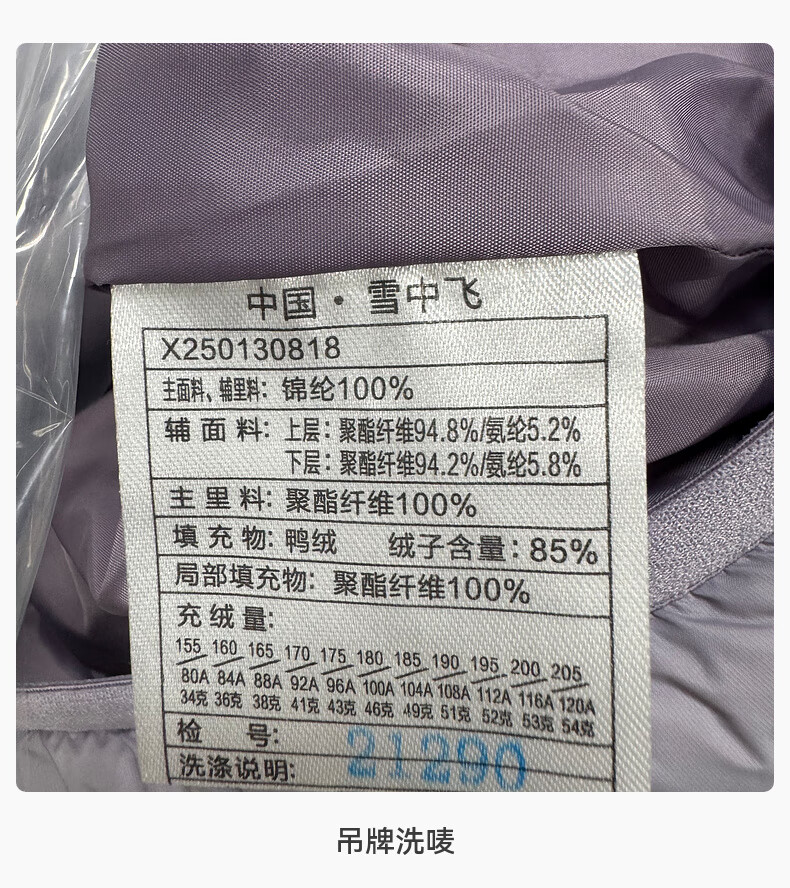 中国·雪中飞
X250130818
主面料、辅里料: 锦纶100%
辅面料: 上层: 聚酯纤维94.8%/氨纶5.2%
下层: 聚酯纤维94.2%/氨纶5.8%
主里料: 聚酯纤维100%
填充物: 鸭绒 绒子含量: 85%
局部填充物: 聚酯纤维100%
充绒量:
155 160 165 170 175 180 185 190 195 200 205
80A 84A 88A 92A 96A 100A 104A 108A 112A 116A 120A
34克 36克 38克 41克 43克 46克 49克 51克 52克 53克 54克
检号: 21290
洗涤说明:
吊牌洗唛